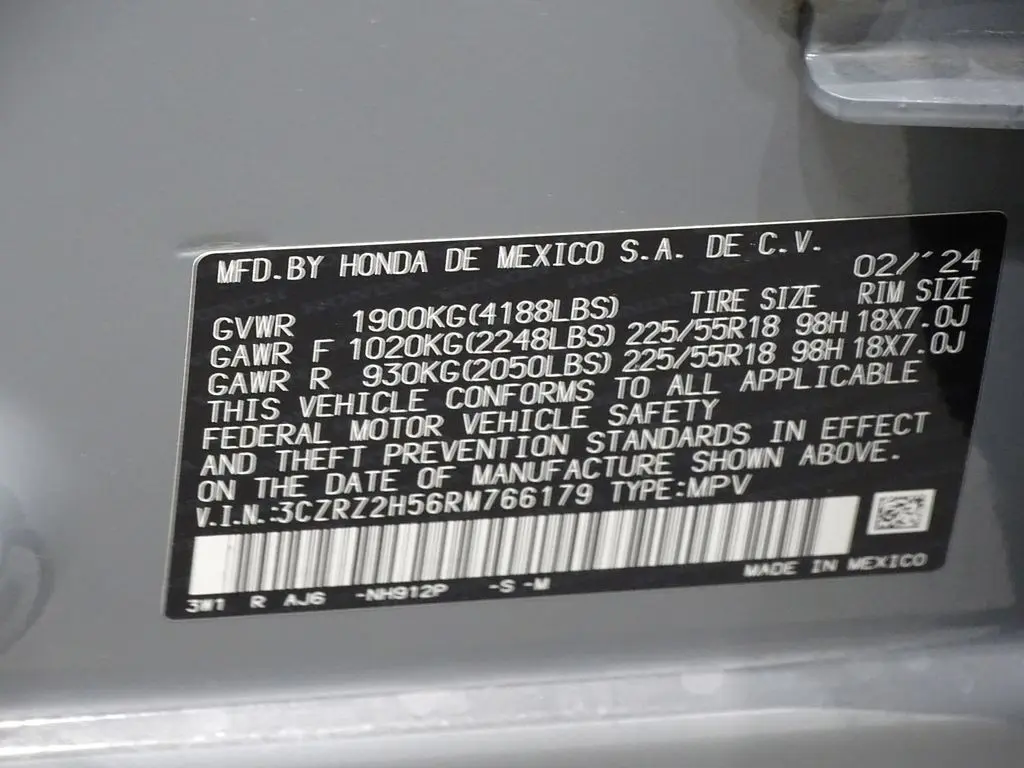 MFD.BY HONDA DE MEXICO S.A. DE C.V.
02/'24
TIRE SIZE RIM SIZE
GVWR 1900KG(4188LBS)
GAWR F 1020KG(2248LBS) 225/55R18 98H 18X7.0J
GAWR R 930KG(2050LBS) 225/55R18 98H 18X7.0J
THIS VEHICLE CONFORMS TO ALL APPLICABLE
FEDERAL MOTOR VEHICLE SAFETY
AND THEFT PREVENTION STANDARDS IN EFFECT
ON THE DATE OF MANUFACTURE SHOWN ABOVE.
V.I.N.:3CZRZ2H56RM766179 TYPE:MPV
MADE IN MEXICO
3W1 R AJ6 -NH912P -S -M